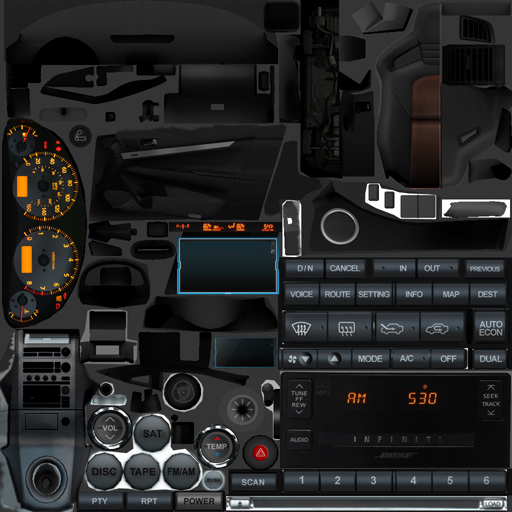 D/N CANCEL IN OUT PREVIOUS
VOICE ROUTE SETTING INFO MAP DEST
AUTO
ECON
MODE A/C OFF DUAL
TUNE
FF
REW
AM 530
SEEK
TRACK
AUDIO
INFINITI
BOSE
VOL
SAT
TEMP
DISC TAPE FM/AM PUSH
SCAN 1 2 3 4 5 6
PTY RPT POWER
LOAD